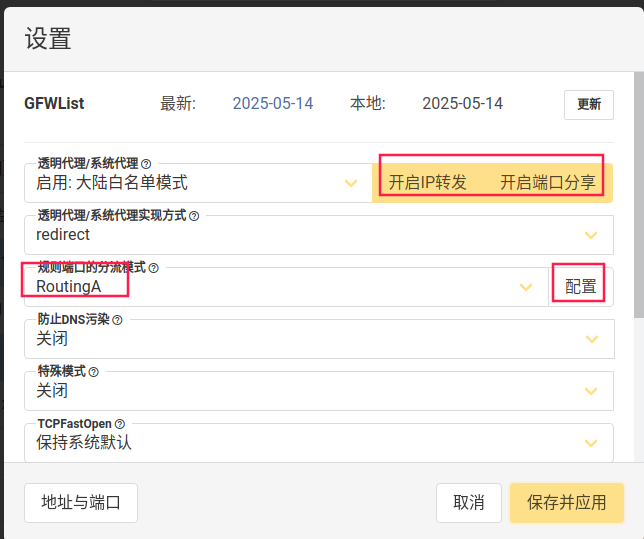 设置
GFWList 最新: 2025-05-14 本地: 2025-05-14 更新
透明代理/系统代理
启用: 大陆白名单模式 开启IP转发 开启端口分享
透明代理/系统代理实现方式
redirect
规则端口的分流模式
RoutingA 配置
防止DNS污染
关闭
特殊模式
关闭
TCPFastOpen
保持系统默认
地址与端口 取消 保存并应用